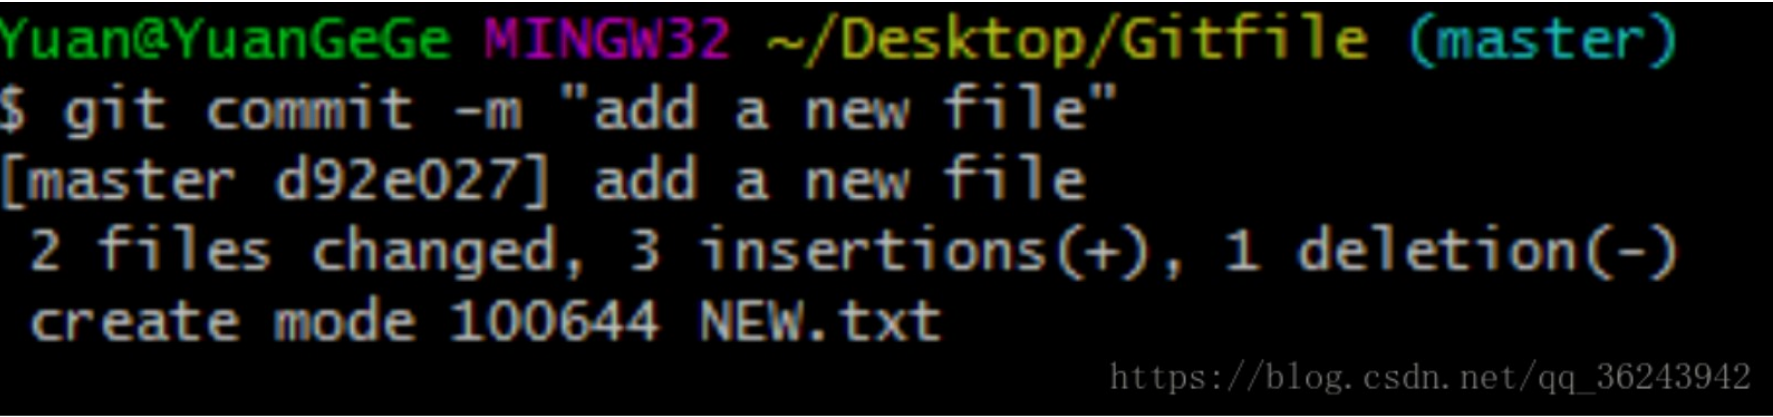 Yuan@YuanGeGe MINGW32 ~/Desktop/Gitfile (master)
$ git commit -m "add a new file"
[master d92e027] add a new file
 2 files changed, 3 insertions(+), 1 deletion(-)
 create mode 100644 NEW.txt
https://blog.csdn.net/qq_36243942